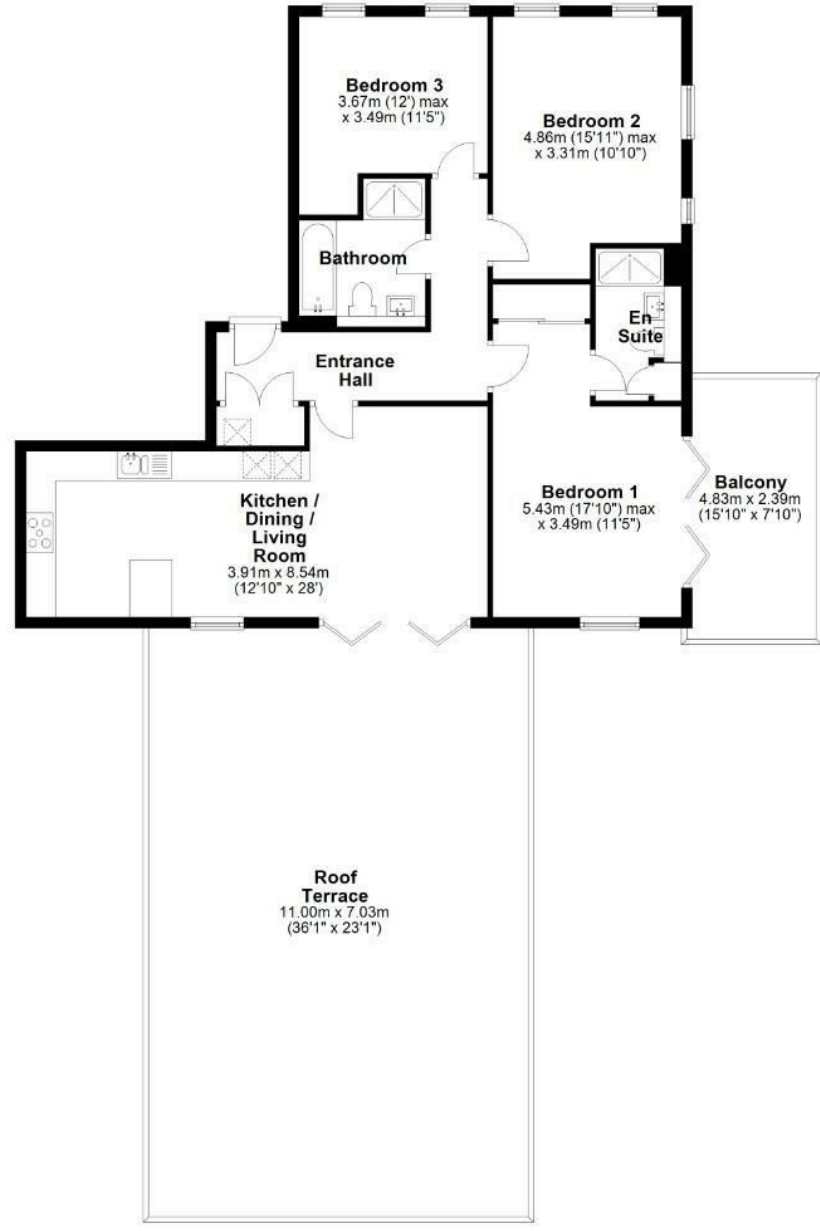 Bedroom 3
3.67m (12') max
x 3.49m (11'5")
Bedroom 2
4.86m (15'11") max
x 3.31m (10'10")
Bathroom
En
Suite
Entrance
Hall
Kitchen /
Dining /
Living
Room
3.91m x 8.54m
(12'10" x 28')
Bedroom 1
5.43m (17'10") max
x 3.49m (11'5")
Balcony
4.83m x 2.39m
(15'10" x 7'10")
Roof
Terrace
11.00m x 7.03m
(36'1" x 23'1")